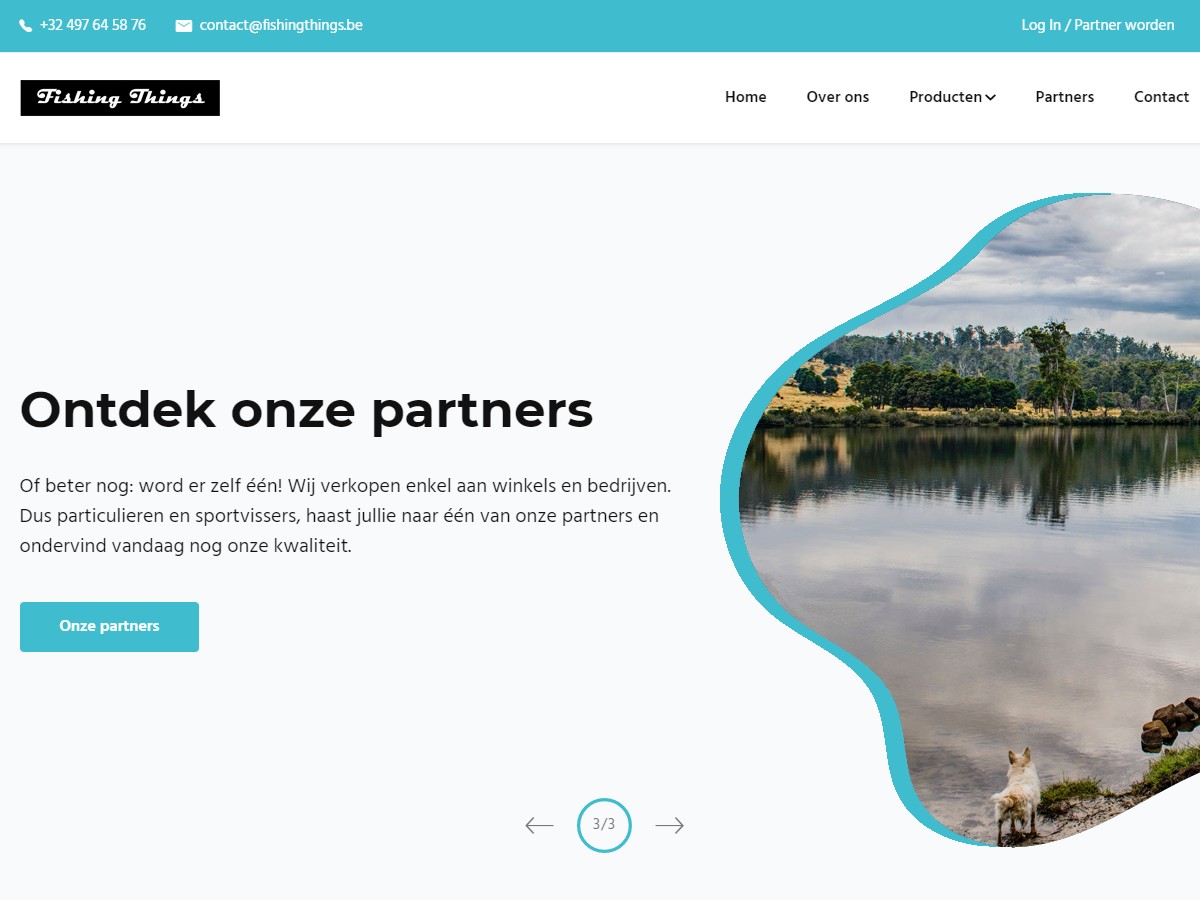 +32 497 64 58 76
contact@fishingthings.be
Log In / Partner worden
Fishing Things
Home
Over ons
Producten
Partners
Contact
Ontdek onze partners
Of beter nog: word er zelf één! Wij verkopen enkel aan winkels en bedrijven.
Dus particulieren en sportvissers, haast jullie naar één van onze partners en
ondervind vandaag nog onze kwaliteit.
Onze partners
3/3